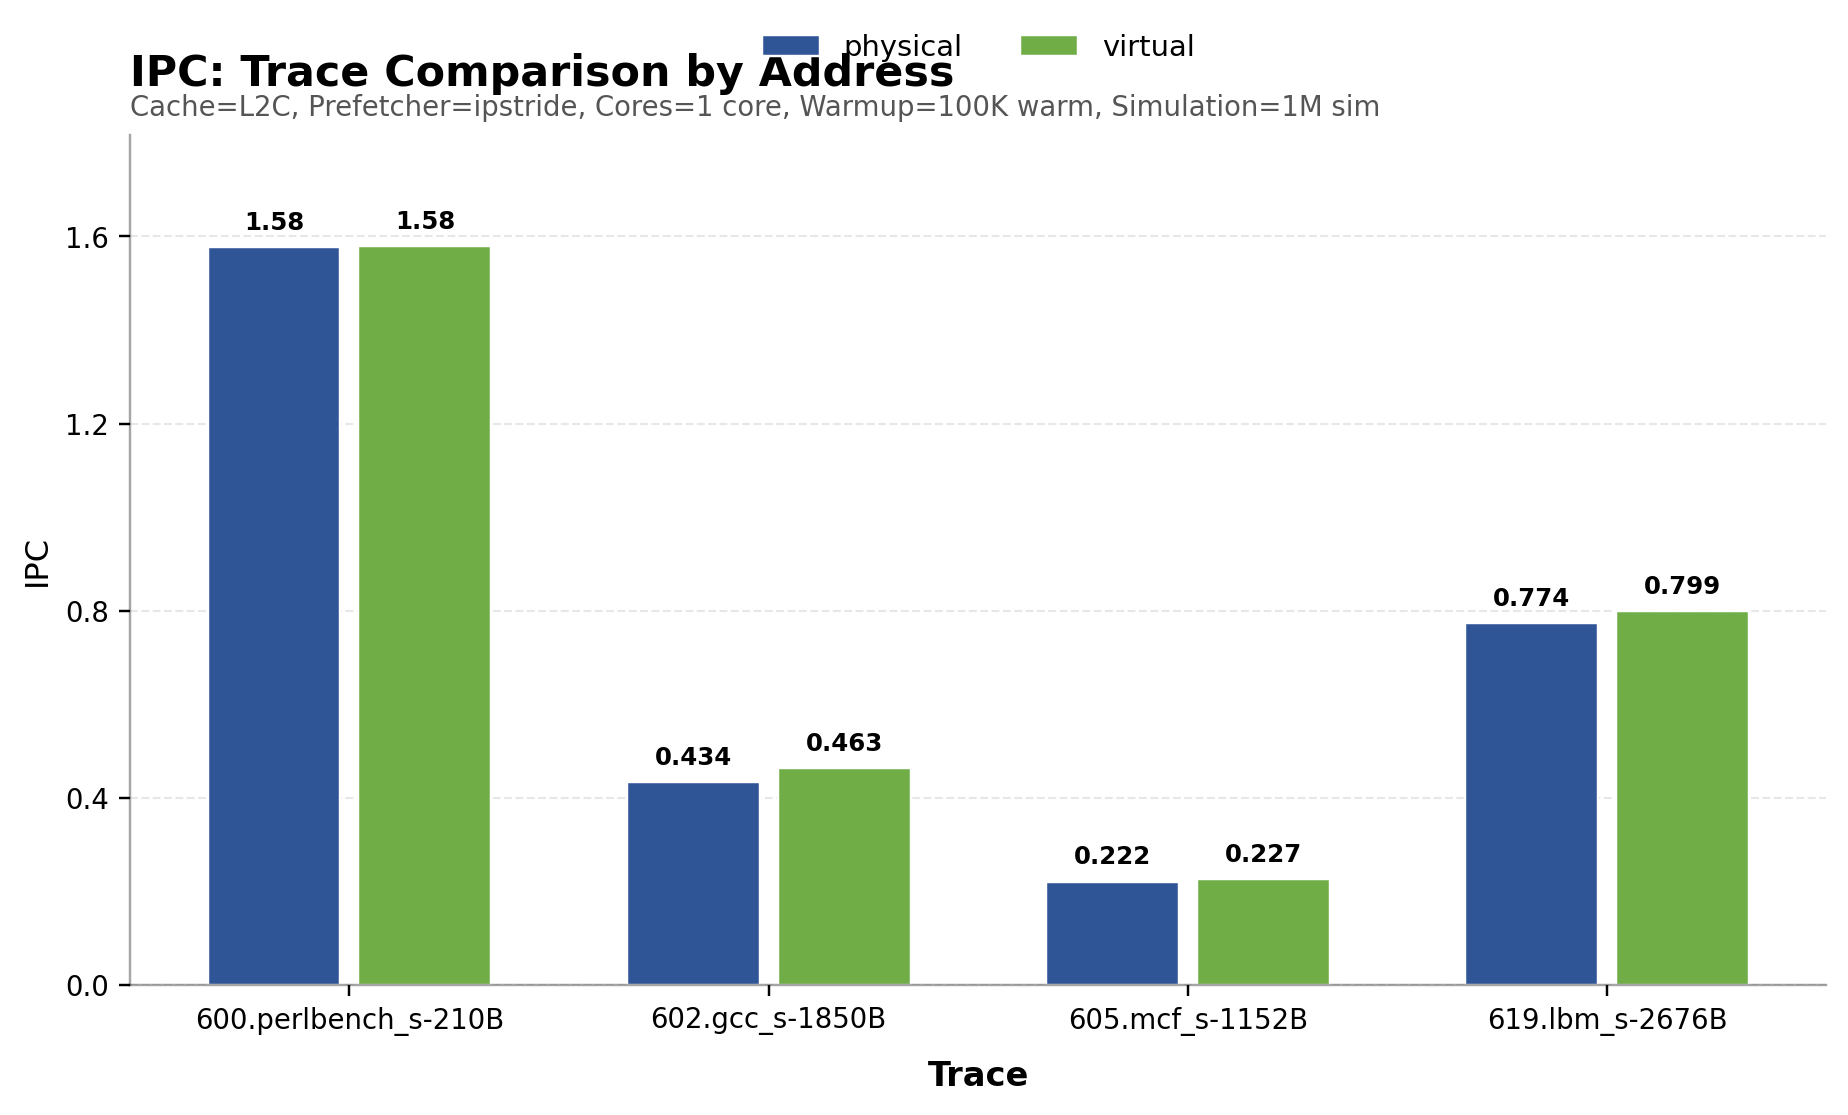 physical virtual
IPC: Trace Comparison by Address
Cache=L2C, Prefetcher=ipstride, Cores=1 core, Warmup=100K warm, Simulation=1M sim
1.6
1.2
0.8
0.4
0.0
IPC
1.58 1.58
0.434 0.463
0.222 0.227
0.774 0.799
600.perlbench_s-210B 602.gcc_s-1850B 605.mcf_s-1152B 619.lbm_s-2676B
Trace